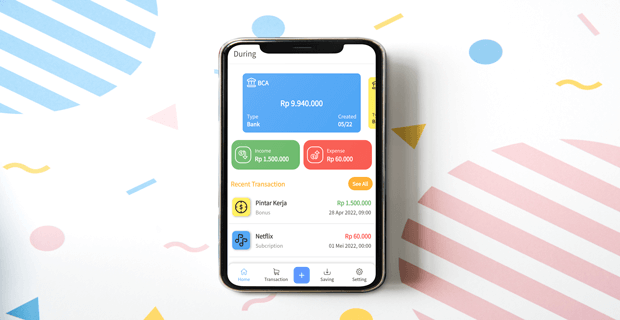 During
BCA
Rp 9.940.000
Type
Created
Bank
05/22
Income
Rp 1.500.000
Expense
Rp 60.000
Recent Transaction
See All
Pintar Kerja
Rp 1.500.000
Bonus
28 Apr 2022, 09:00
Netflix
Rp 60.000
Subcription
01 Mei 2022, 00:00
Home
Transaction
+
Saving
Setting